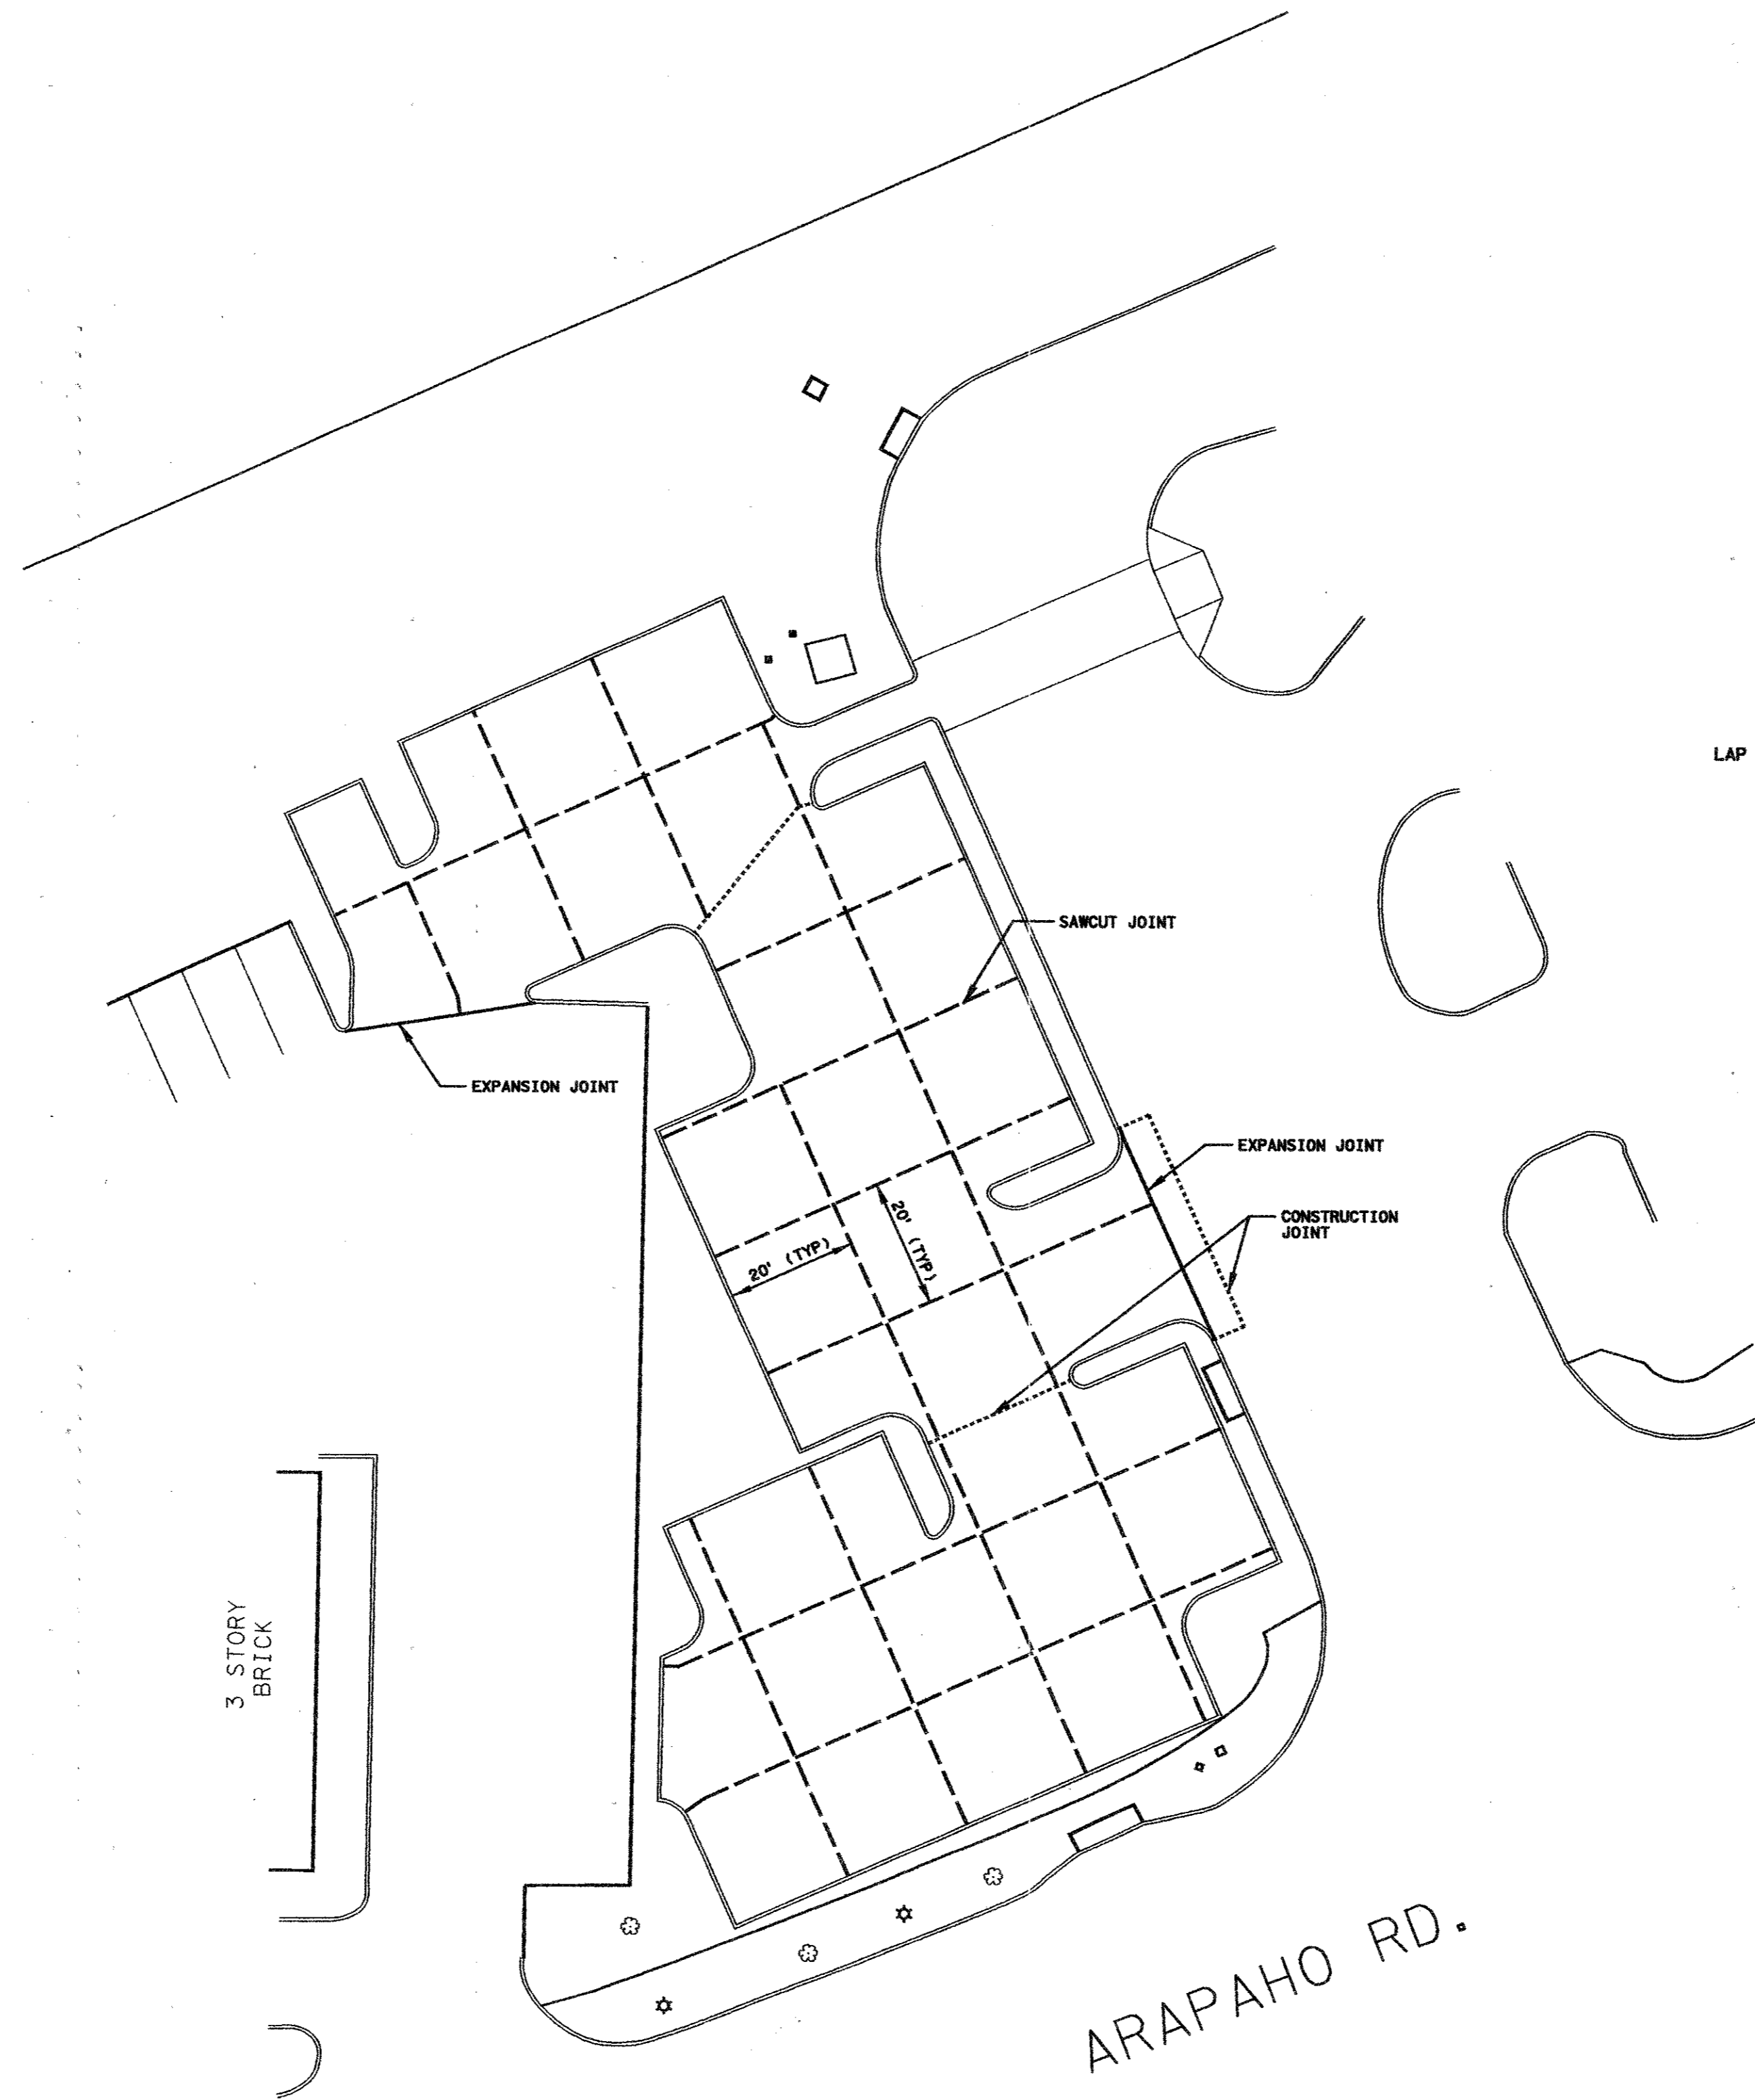 LAP
SAWCUT JOINT
EXPANSION JOINT
EXPANSION JOINT
CONSTRUCTION
JOINT
20' (TYP)
20' (TYP)
3 STORY
BRICK
ARAPAHO RD.